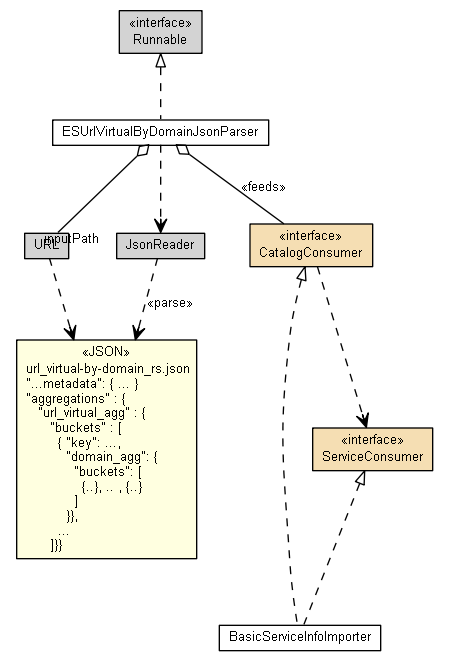 «interface»
Runnable
ESUrlVirtualByDomainJsonParser
«feeds»
inputPath
URL
JsonReader
«interface»
CatalogConsumer
«parse»
«JSON»
url_virtual-by-domain_rs.json
"...metadata": { ... }
"aggregations" : {
"url_virtual_agg" : {
"buckets" : [
{ "key": ...,
"domain_agg": {
"buckets": [
{..}, .. , {..}
]
}},
...
]}}
«interface»
ServiceConsumer
BasicServiceInfoImporter